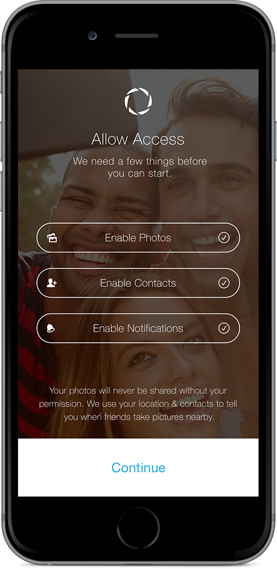 Allow Access
We need a few things before
you can start.
Enable Photos
Enable Contacts
Enable Notifications
Your photos will never be shared without your
permission. We use your location & contacts to tell
you when friends take pictures nearby.
Continue